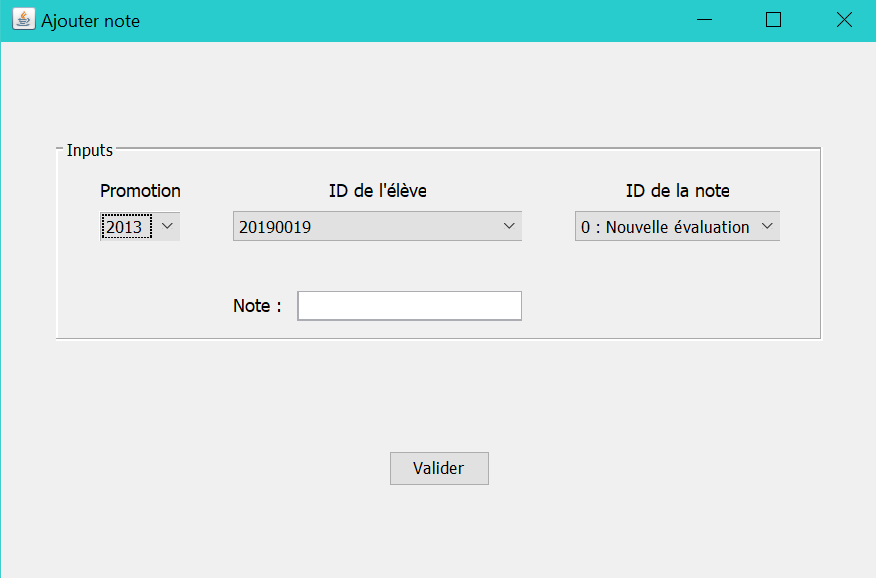 Ajouter note
Inputs
Promotion ID de l'élève ID de la note
2013 20190019 0 : Nouvelle évaluation
Note :
Valider